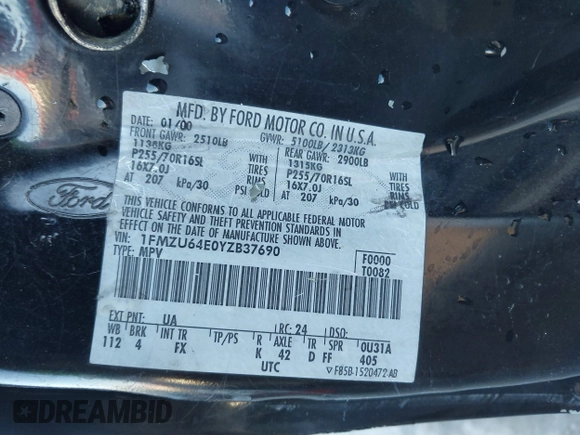 MFD. BY FORD MOTOR CO. IN U.S.A.
DATE: 01/00 GVWR: 5100LB/ 2313KG
FRONT GAWR: 2510LB REAR GAWR: 2900LB
1138KG WITH 1315KG WITH
P255/70R16SL TIRES P255/70R16SL TIRES
16X7.0J RIMS 16X7.0J RIMS
AT 207 kPa/30 PSI COLD AT 207 kPa/30 PSI COLD
THIS VEHICLE CONFORMS TO ALL APPLICABLE FEDERAL MOTOR
VEHICLE SAFETY AND THEFT PREVENTION STANDARDS IN
EFFECT ON THE DATE OF MANUFACTURE SHOWN ABOVE.
VIN: 1FMZU64E0YZB37690 F0000
TYPE: MPV T0082
EXT PNT: UA RC: 24 DSO:
WB BRK INT TR TP/PS R AXLE TR SPR 0U31A
112 4 FX K 42 D FF 405
UTC ▽ F85B-1520472-AB
Ford
DREAMBID